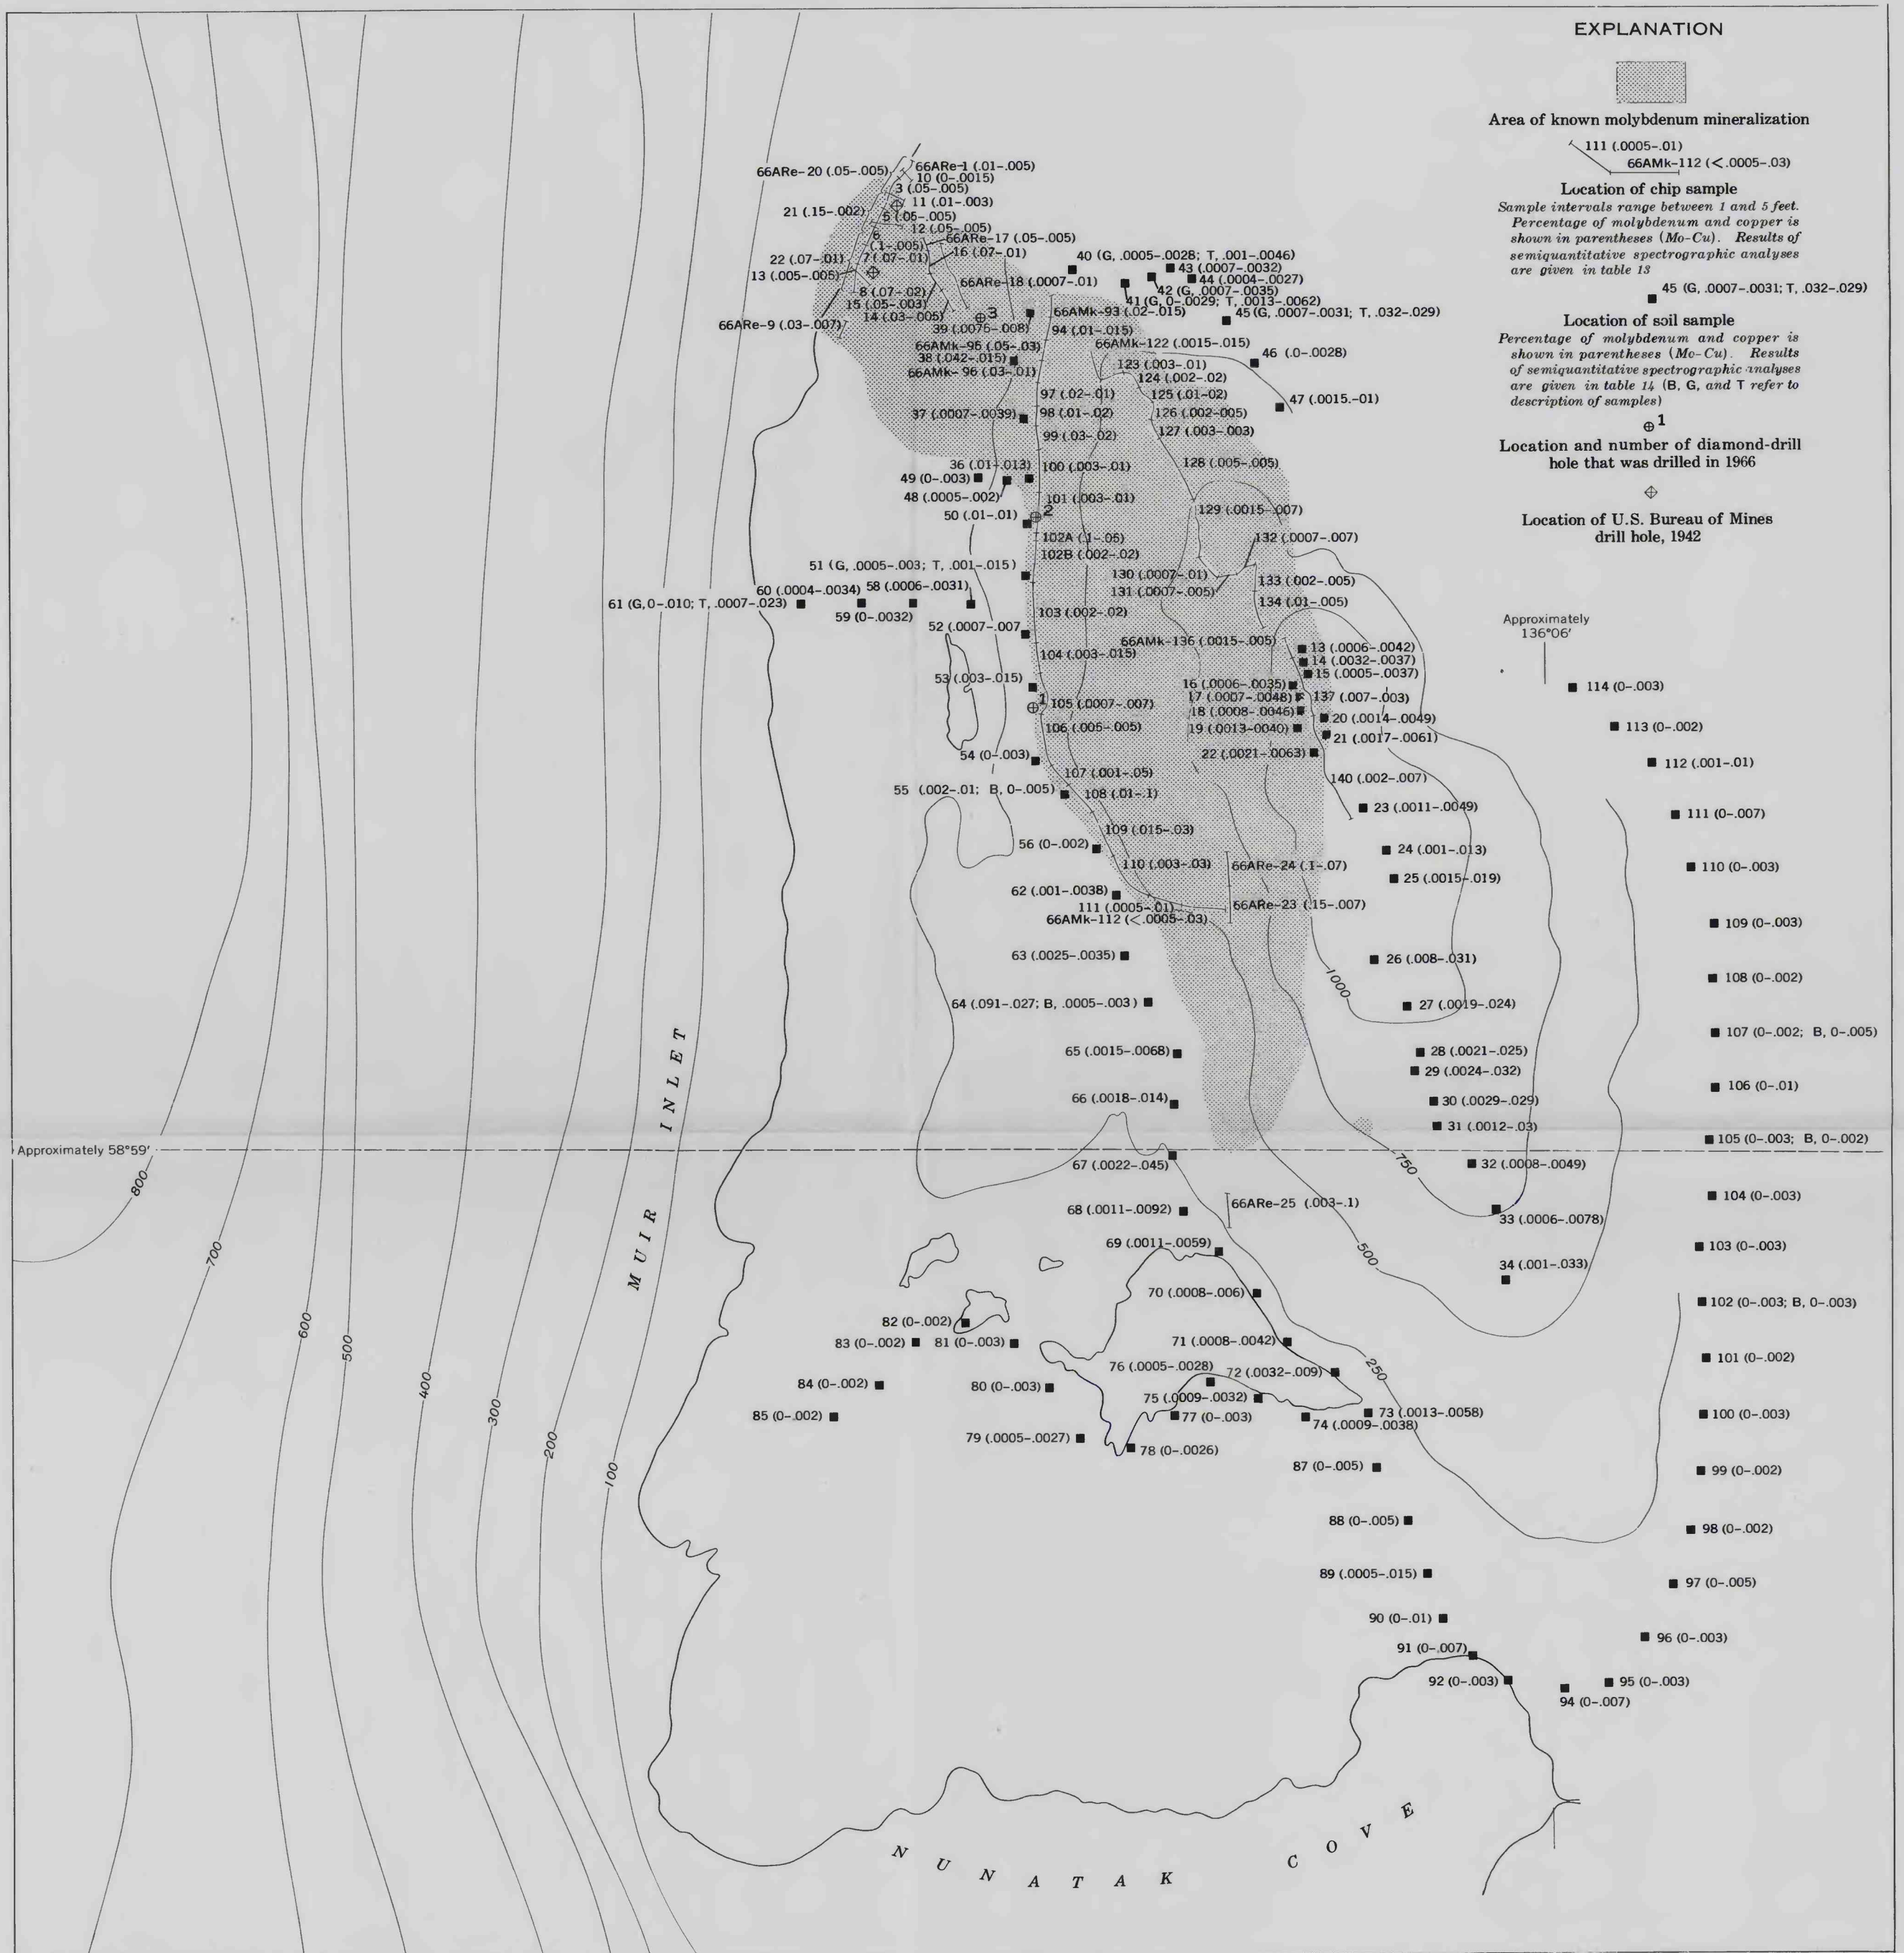 EXPLANATION
Area of known molybdenum mineralization
111 (.0005-.01)
66AMk-112 (<.0005-.03)
Location of chip sample
Sample intervals range between 1 and 5 feet.
Percentage of molybdenum and copper is
shown in parentheses (Mo-Cu). Results of
semiquantitative spectrographic analyses
are given in table 13
45 (G, .0007-.0031; T, .032-.029)
Location of soil sample
Percentage of molybdenum and copper is
shown in parentheses (Mo-Cu). Results
of semiquantitative spectrographic analyses
are given in table 14 (B, G, and T refer to
description of samples)
1
Location and number of diamond-drill
hole that was drilled in 1966
Location of U.S. Bureau of Mines
drill hole, 1942
66ARe-20 (.05-.005)
66ARe-1 (.01-.005)
10 (0-.0015)
3 (.05-.005)
11 (.01-.003)
21 (.15-.002)
5 (.05-.005)
12 (.05-.005)
6
(.1-.005)
66ARe-17 (.05-.005)
16 (.07-.01)
22 (.07-.01)
7 (.07-.01)
13 (.005-.005)
8 (.07-.02)
66ARe-18 (.0007-.01)
15 (.05-.003)
14 (.03-.005)
66ARe-9 (.03-.007)
3
39 (.0075-.008)
40 (G, .0005-.0028; T, .001-.0046)
43 (.0007-.0032)
44 (.0004-.0027)
42 (G, .0007-.0035)
41 (G, 0-.0029; T, .0013-.0062)
66AMk-93 (.02-.015)
45 (G, .0007-.0031; T, .032-.029)
94 (.01-.015)
66AMk-95 (.05-.03)
66AMk-122 (.0015-.015)
38 (.042-.015)
46 (.0-.0028)
66AMk-96 (.03-.01)
123 (.003-.01)
124 (.002-.02)
97 (.02-.01)
125 (.01-02)
47 (.0015.-01)
37 (.0007-.0039)
98 (.01-.02)
126 (.002-005)
99 (.03-.02)
127 (.003-.003)
36 (.01-.013)
100 (.003-.01)
128 (.005-.005)
49 (0-.003)
48 (.0005-.002)
101 (.003-.01)
50 (.01-.01)
2
129 (.0015-.007)
102A (.1-.05)
132 (.0007-.007)
102B (.002-.02)
51 (G, .0005-.003; T, .001-.015)
130 (.0007-.01)
133 (.002-.005)
131 (.0007-.005)
60 (.0004-.0034)
58 (.0006-.0031)
61 (G,0-.010; T, .0007-.023)
134 (.01-.005)
59 (0-.0032)
103 (.002-.02)
52 (.0007-.007
66AMk-136 (.0015-.005)
104 (.003-.015)
13 (.0006-.0042)
14 (.0032-.0037)
15 (.0005-.0037)
53 (.003-.015)
16 (.0006-.0035)
17 (.0007-.0048)
137 (.007-.003)
1
105 (.0007-.007)
18 (.0008-.0046)
20 (.0014-.0049)
106 (.005-.005)
19 (.0013-0040)
21 (.0017-.0061)
54 (0-.003)
22 (.0021-.0063)
107 (.001-.05)
140 (.002-.007)
55 (.002-.01; B, 0-.005)
108 (.01-.1)
23 (.0011-.0049)
109 (.015-.03)
56 (0-.002)
24 (.001-.013)
110 (.003-.03)
66ARe-24 (.1-.07)
25 (.0015-.019)
62 (.001-.0038)
111 (.0005-.01)
66ARe-23 (.15-.007)
66AMk-112 (<.0005-.03)
63 (.0025-.0035)
26 (.008-.031)
1000
64 (.091-.027; B, .0005-.003)
27 (.0019-.024)
65 (.0015-.0068)
28 (.0021-.025)
29 (.0024-.032)
66 (.0018-.014)
30 (.0029-.029)
31 (.0012-.03)
Approximately
136°06'
114 (0-.003)
113 (0-.002)
112 (.001-.01)
111 (0-.007)
110 (0-.003)
109 (0-.003)
108 (0-.002)
107 (0-.002; B, 0-.005)
106 (0-.01)
105 (0-.003; B, 0-.002)
104 (0-.003)
103 (0-.003)
102 (0-.003; B, 0-.003)
101 (0-.002)
100 (0-.003)
99 (0-.002)
98 (0-.002)
97 (0-.005)
96 (0-.003)
95 (0-.003)
94 (0-.007)
Approximately 58°59'
67 (.0022-.045)
750
32 (.0008-.0049)
68 (.0011-.0092)
66ARe-25 (.003-.1)
33 (.0006-.0078)
69 (.0011-.0059)
500
34 (.001-.033)
70 (.0008-.006)
82 (0-.002)
83 (0-.002)
81 (0-.003)
71 (.0008-.0042)
250
76 (.0005-.0028)
72 (.0032-.009)
84 (0-.002)
80 (0-.003)
75 (.0009-.0032)
85 (0-.002)
77 (0-.003)
73 (.0013-.0058)
74 (.0009-.0038)
79 (.0005-.0027)
78 (0-.0026)
87 (0-.005)
88 (0-.005)
89 (.0005-.015)
90 (0-.01)
91 (0-.007)
92 (0-.003)
800
700
600
500
400
300
200
100
MUIR INLET
NUNATAK COVE